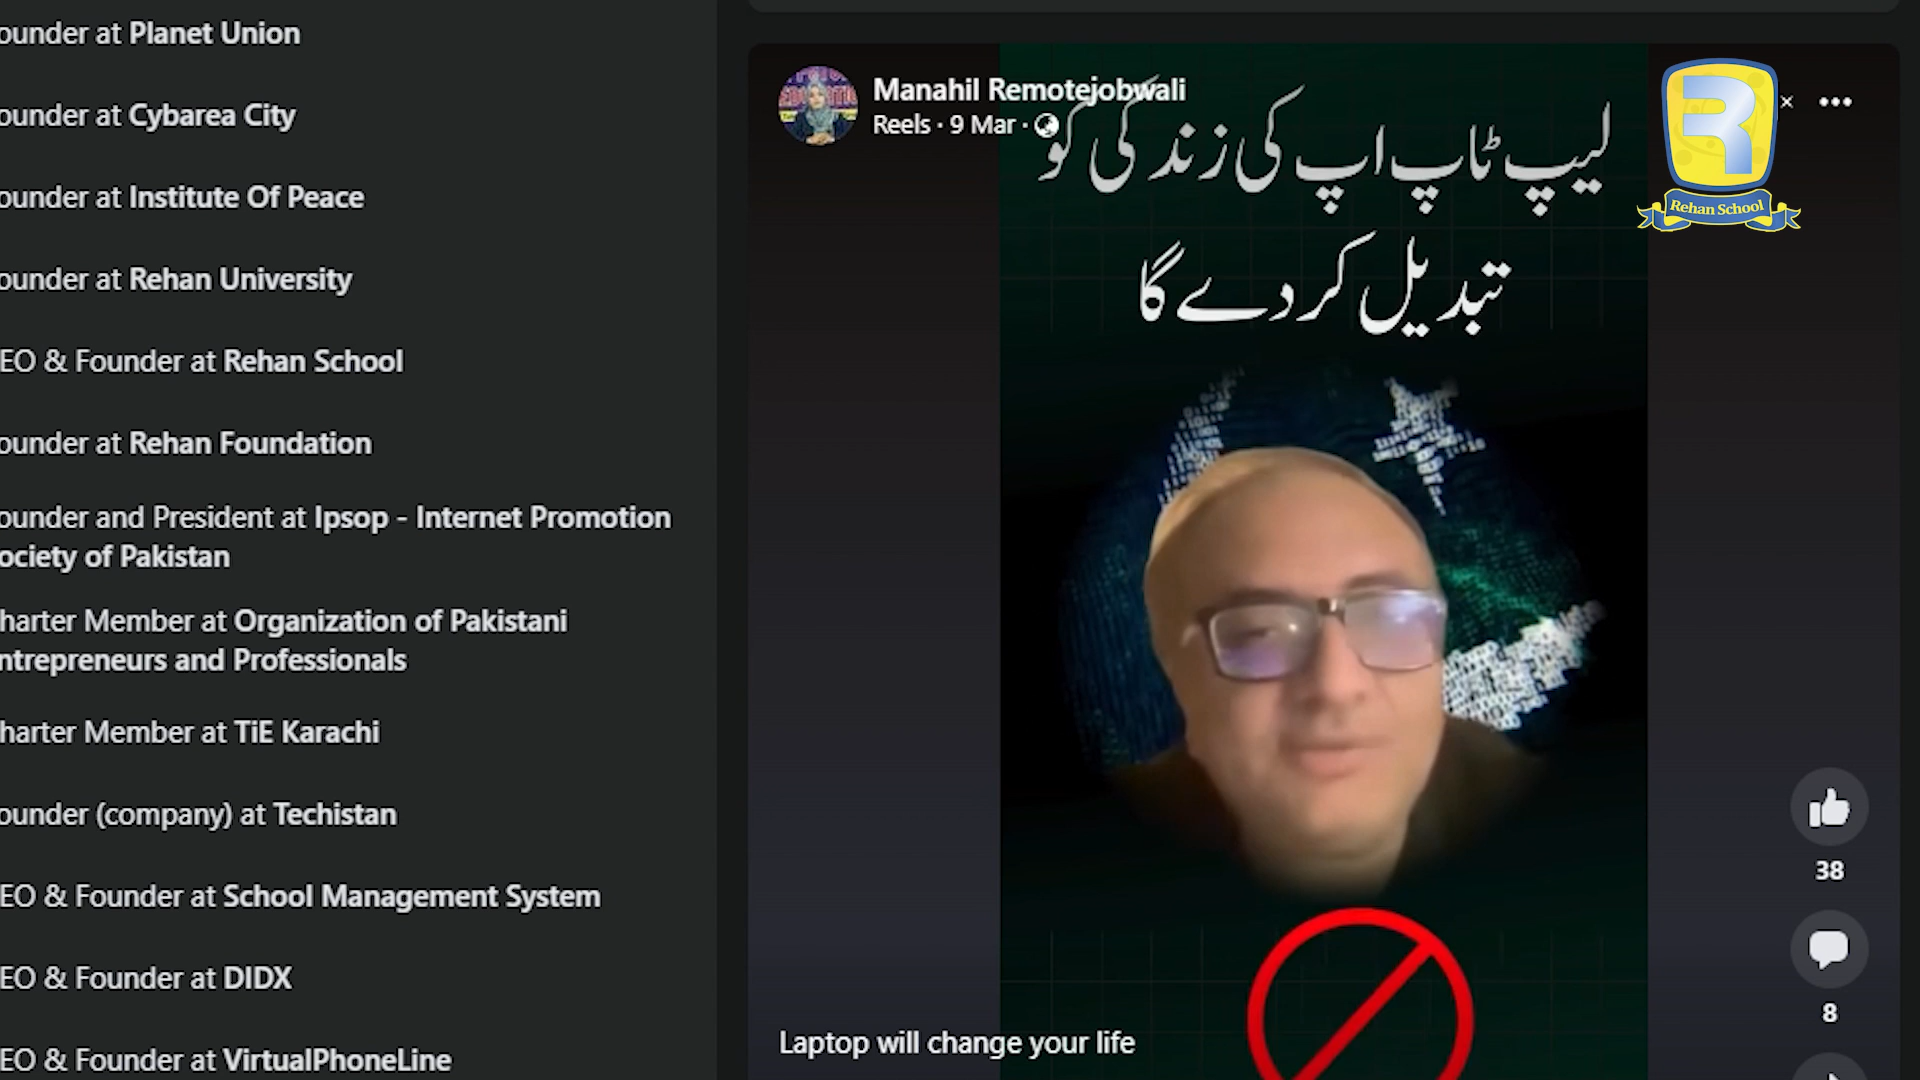 ounder at Planet Union
ounder at Cybarea City
ounder at Institute Of Peace
ounder at Rehan University
EO & Founder at Rehan School
ounder at Rehan Foundation
ounder and President at Ipsop - Internet Promotion
ociety of Pakistan
harter Member at Organization of Pakistani
ntrepreneurs and Professionals
harter Member at TiE Karachi
ounder (company) at Techistan
EO & Founder at School Management System
EO & Founder at DIDX
EO & Founder at VirtualPhoneLine
Manahil Remotejobwali
Reels · 9 Mar ·
لیپ ٹاپ اپ کی زندگی کو
تبدیل کر دے گا
R
Rehan School
38
8
Laptop will change your life